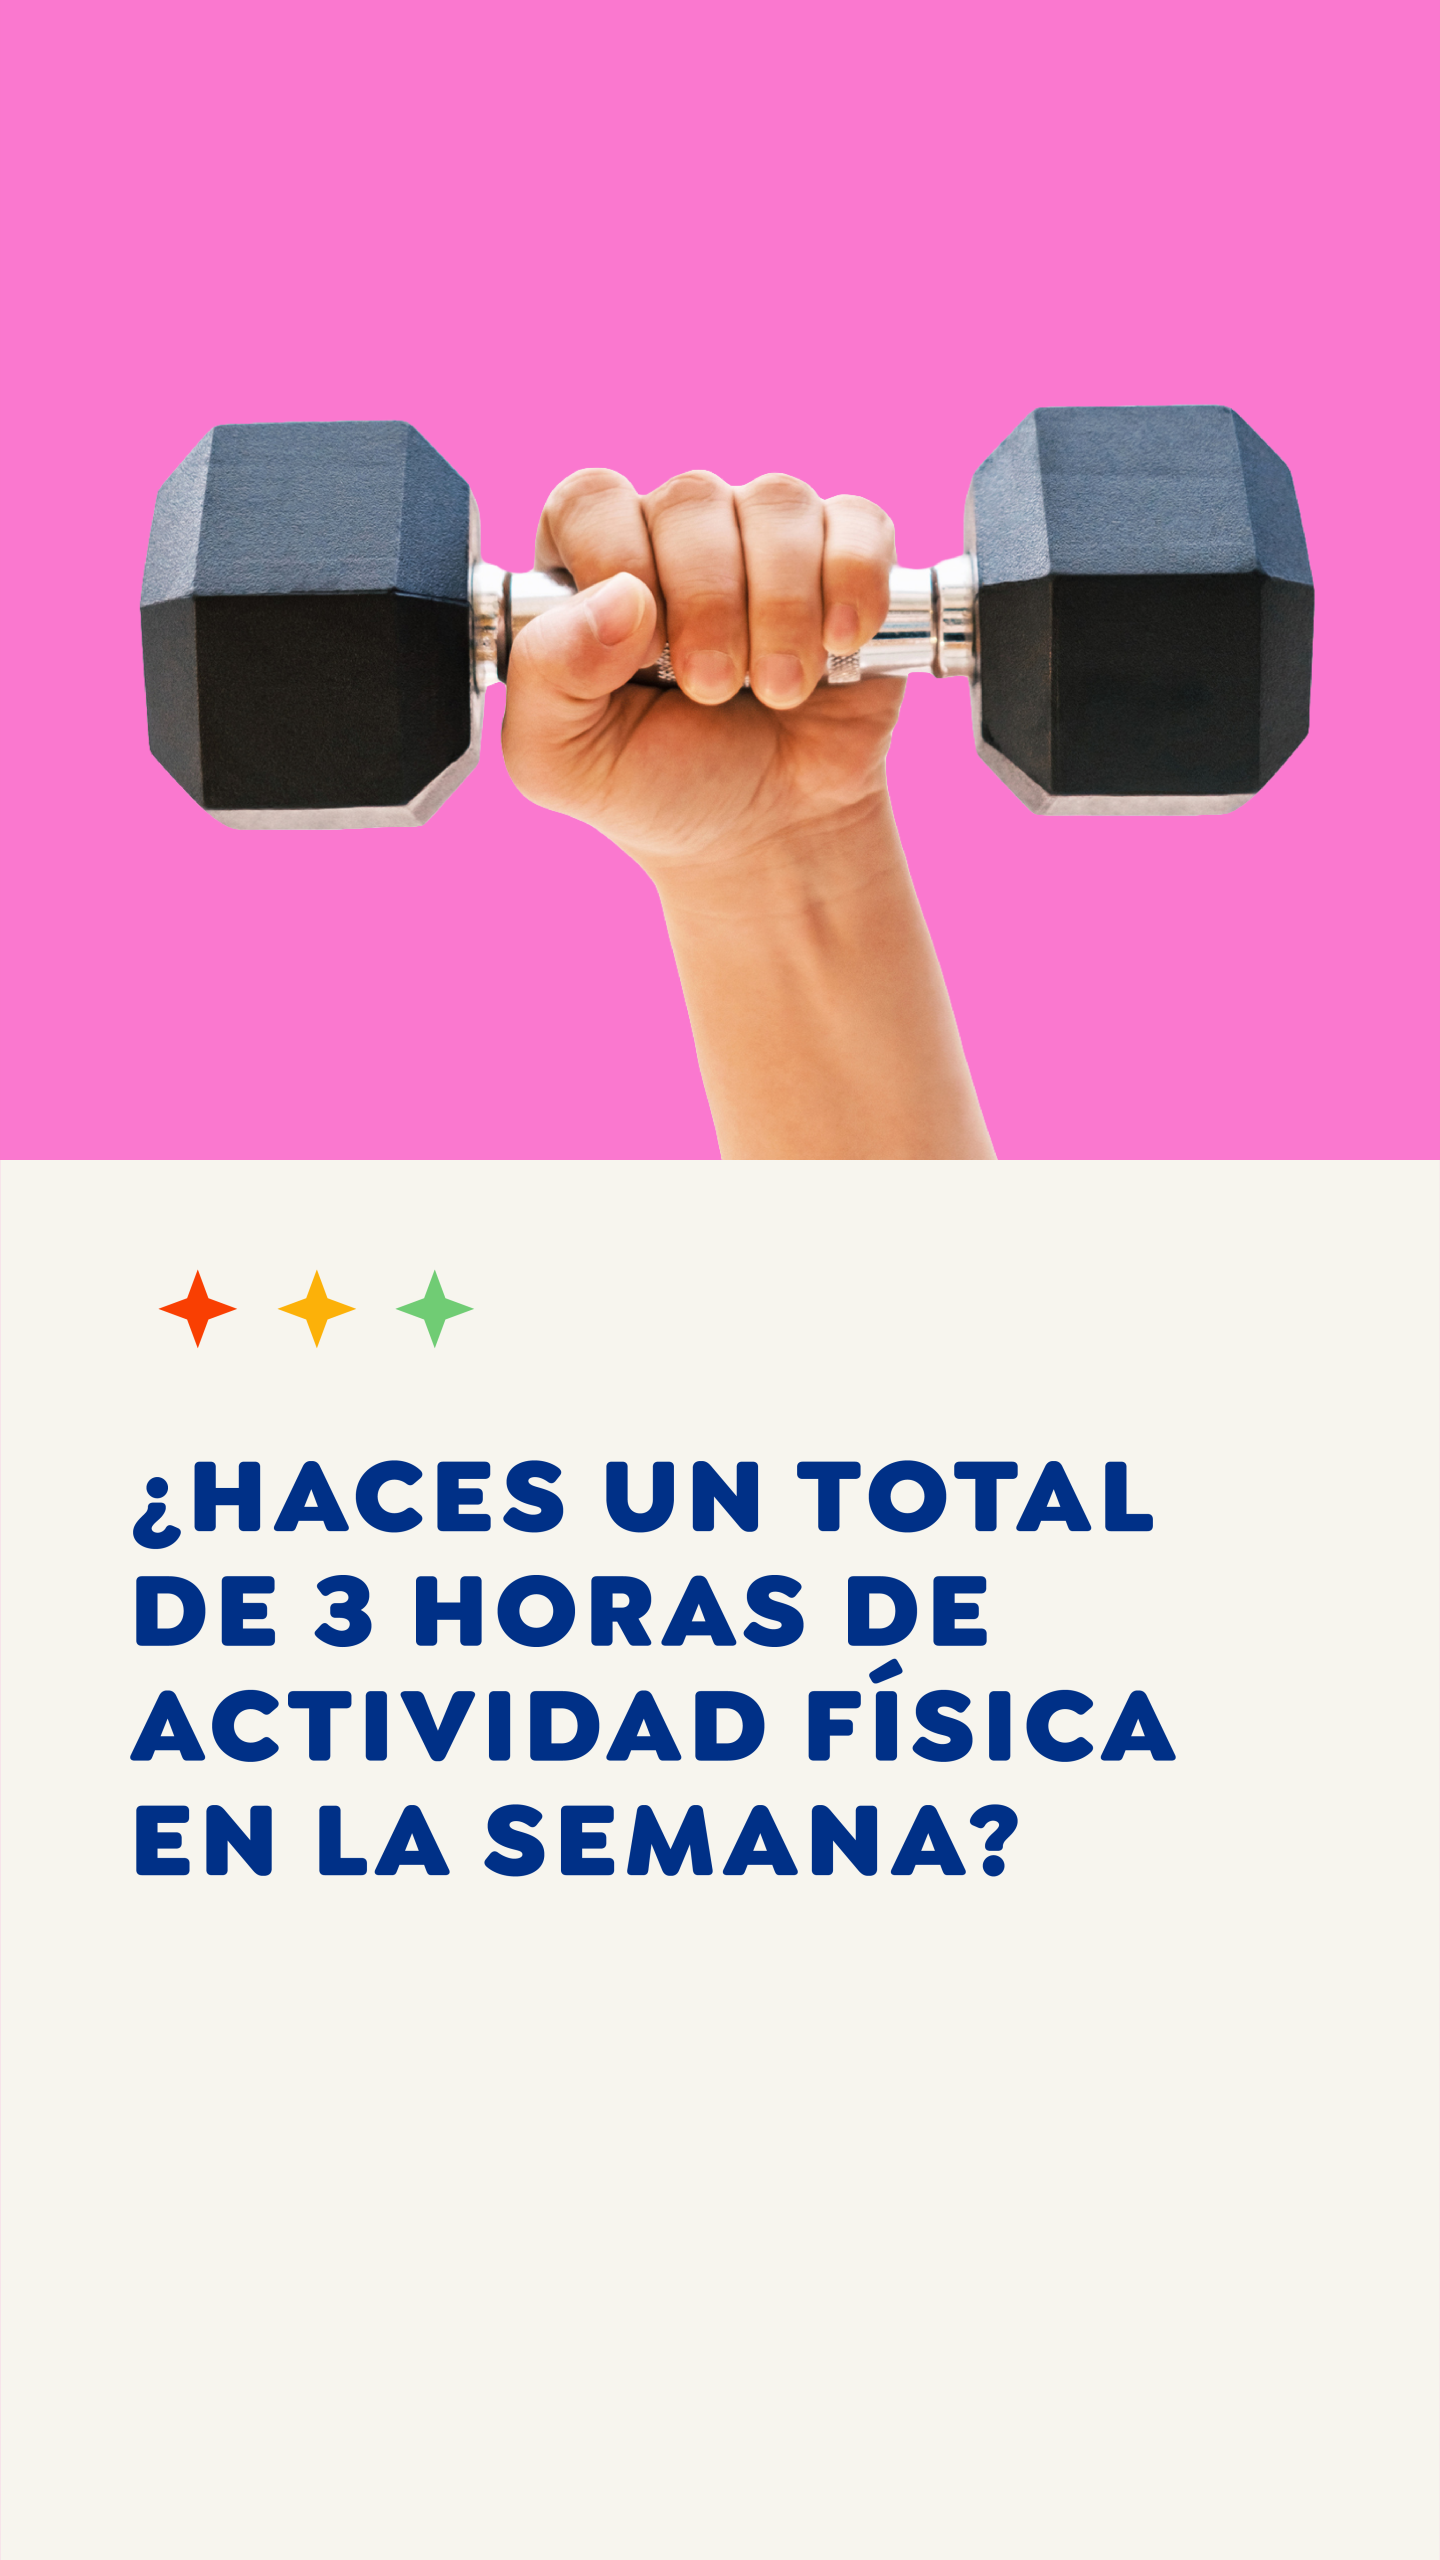 ¿HACES UN TOTAL
DE 3 HORAS DE
ACTIVIDAD FÍSICA
EN LA SEMANA?